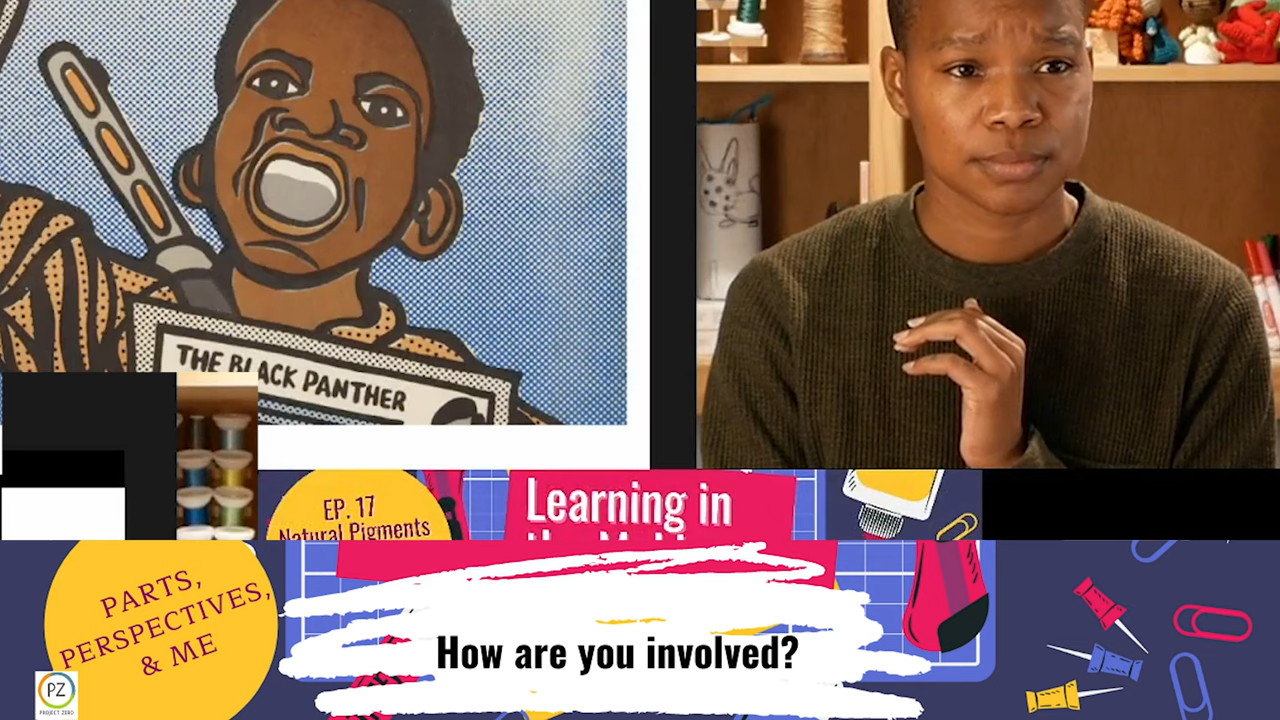 THE BLACK PANTHER
EP. 17
Natural Pigments
Learning in
PARTS,
PERSPECTIVES,
& ME
How are you involved?
PZ
PROJECT ZERO